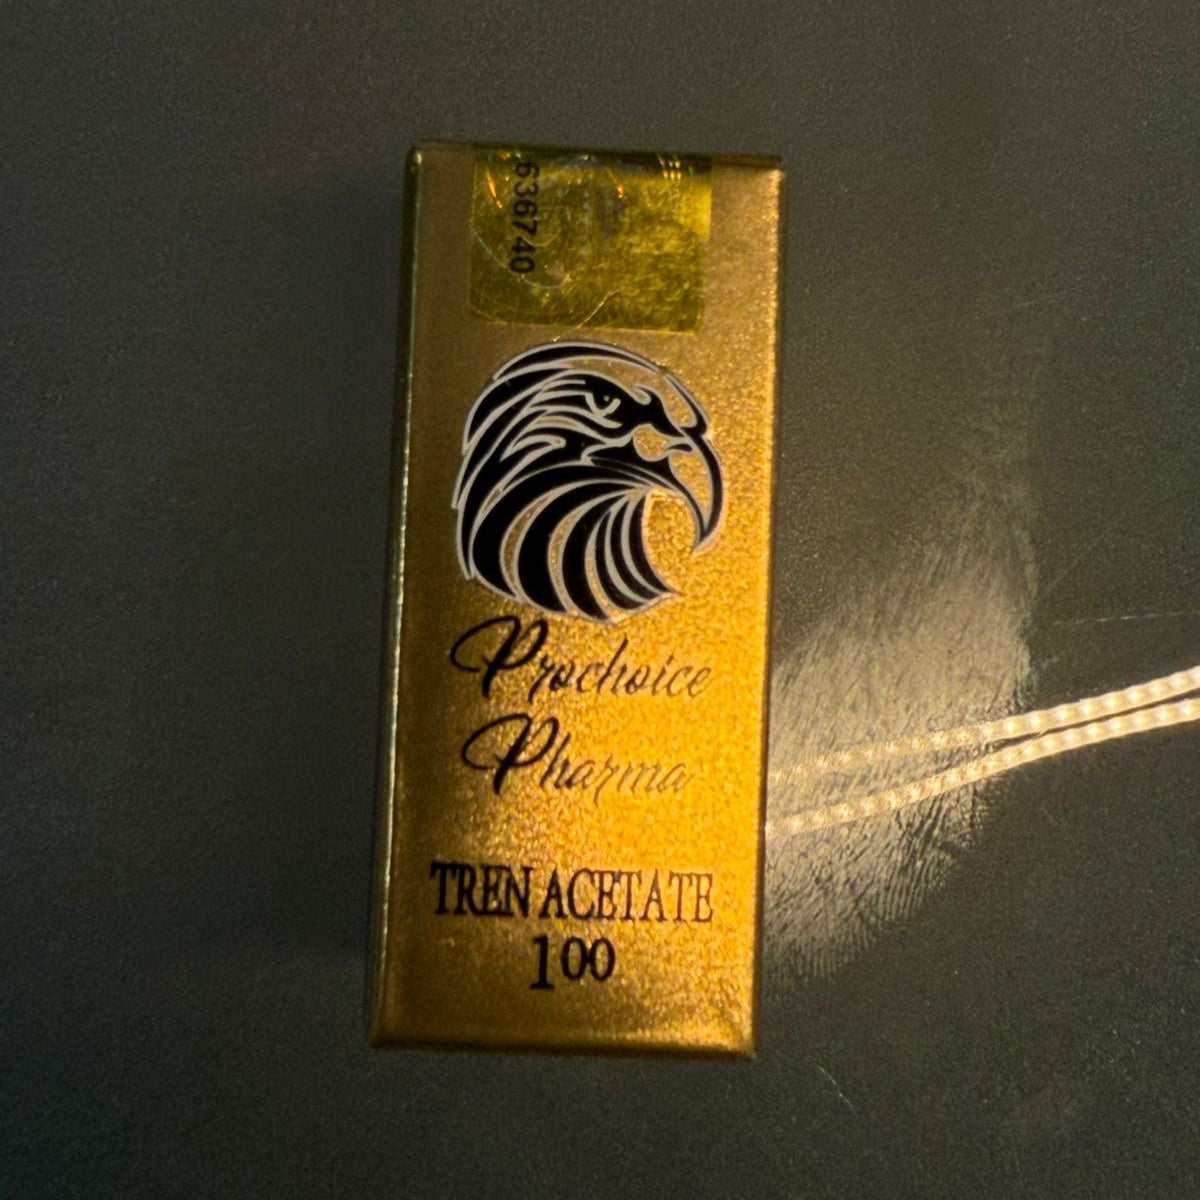 636740
Prochoice
Pharma
TREN ACETATE
100